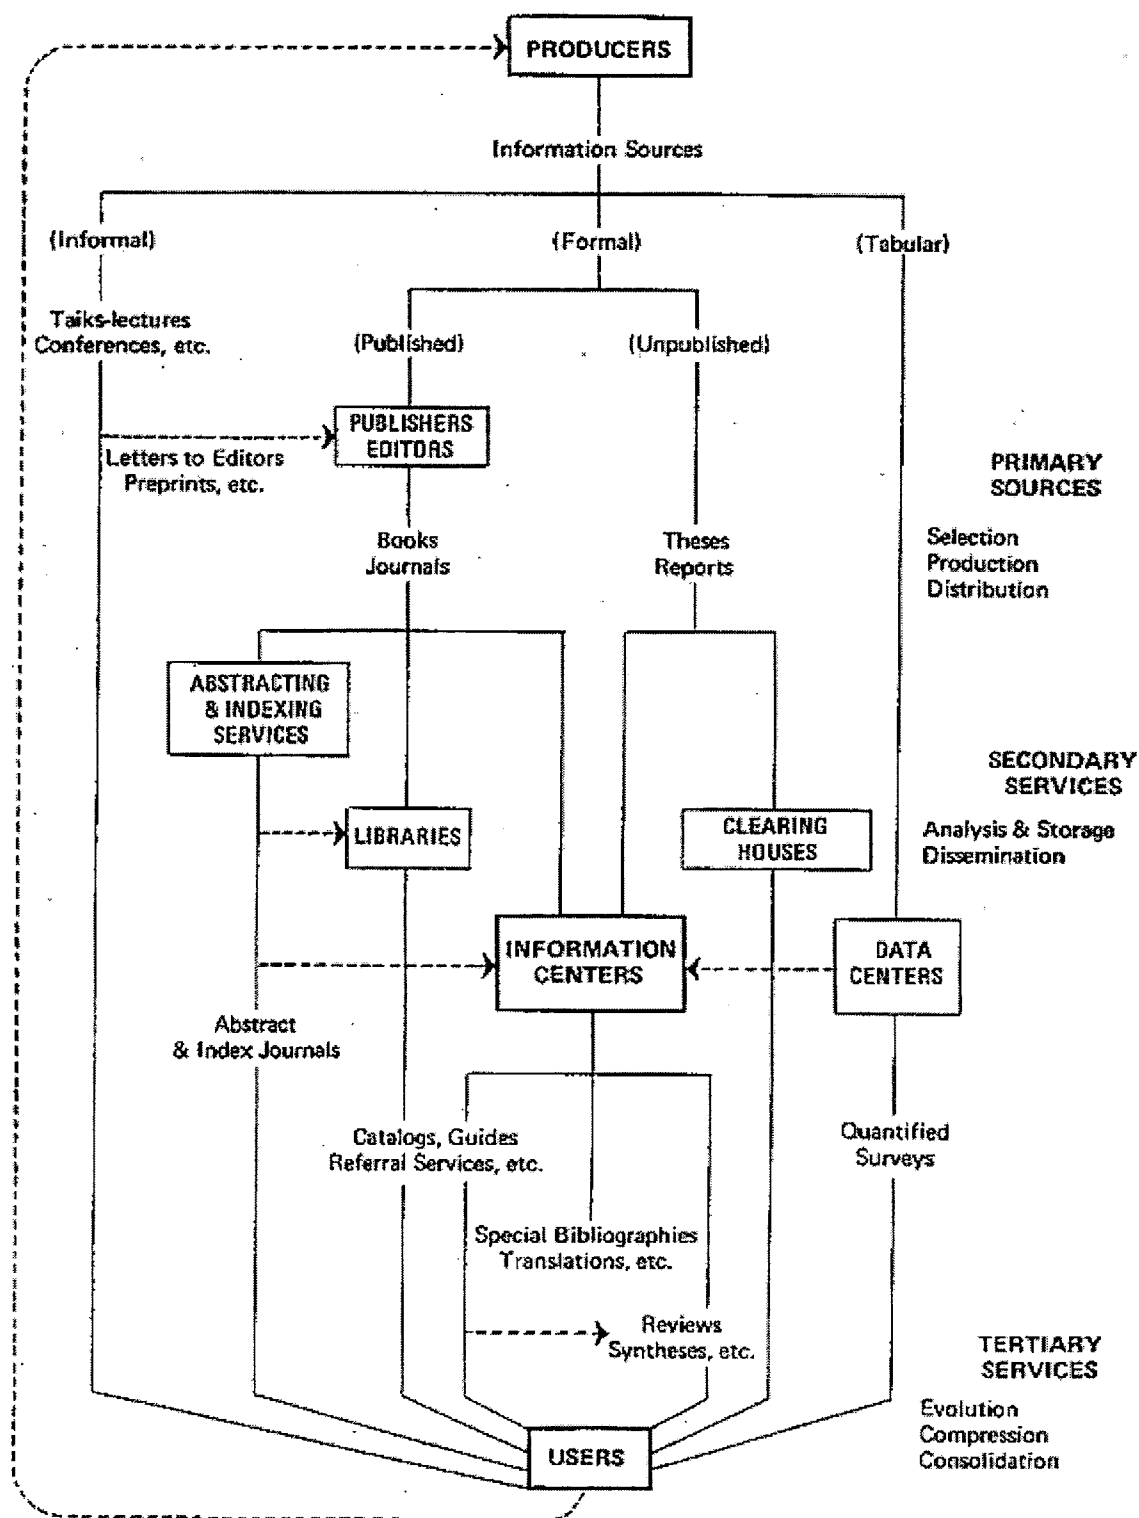 PRODUCERS
Information Sources
(Informal)
(Formal)
(Tabular)
Talks-lectures
Conferences, etc.
(Published)
(Unpublished)
PUBLISHERS
EDITORS
Letters to Editors
Preprints, etc.
PRIMARY
SOURCES
Books
Journals
Theses
Reports
Selection
Production
Distribution
ABSTRACTING
& INDEXING
SERVICES
SECONDARY
SERVICES
LIBRARIES
CLEARING
HOUSES
Analysis & Storage
Dissemination
INFORMATION
CENTERS
DATA
CENTERS
Abstract
& Index Journals
Catalogs, Guides
Referral Services, etc.
Quantified
Surveys
Special Bibliographies
Translations, etc.
Reviews
Syntheses, etc.
TERTIARY
SERVICES
Evolution
Compression
Consolidation
USERS